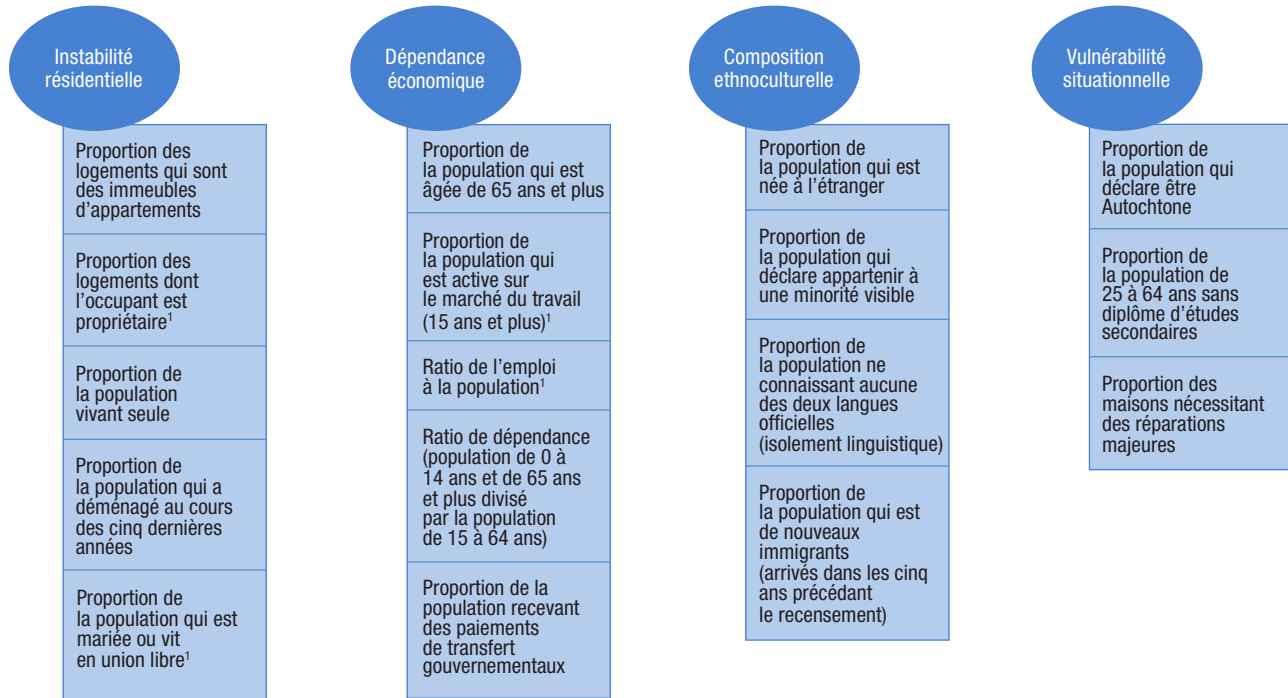 Instabilité
résidentielle
Proportion des
logements qui sont
des immeubles
d'appartements
Proportion des
logements dont
l'occupant est
propriétaire¹
Proportion de
la population
vivant seule
Proportion de
la population qui a
déménagé au cours
des cinq dernières
années
Proportion de
la population qui est
mariée ou vit
en union libre¹
Dépendance
économique
Proportion de
la population qui est
âgée de 65 ans et plus
Proportion de
la population qui
est active sur
le marché du travail
(15 ans et plus)¹
Ratio de l'emploi
à la population¹
Ratio de dépendance
(population de 0 à
14 ans et de 65 ans
et plus divisé
par la population
de 15 à 64 ans)
Proportion de la
population recevant
des paiements
de transfert
gouvernementaux
Composition
ethnoculturelle
Proportion de
la population qui est
née à l'étranger
Proportion de
la population qui
déclare appartenir à
une minorité visible
Proportion de
la population ne
connaissant aucune
des deux langues
officielles
(isolement linguistique)
Proportion de
la population qui est
de nouveaux
immigrants
(arrivés dans les cinq
ans précédant
le recensement)
Vulnérabilité
situationnelle
Proportion de
la population qui
déclare être
Autochtone
Proportion de
la population de
25 à 64 ans sans
diplôme d'études
secondaires
Proportion des
maisons nécessitant
des réparations
majeures